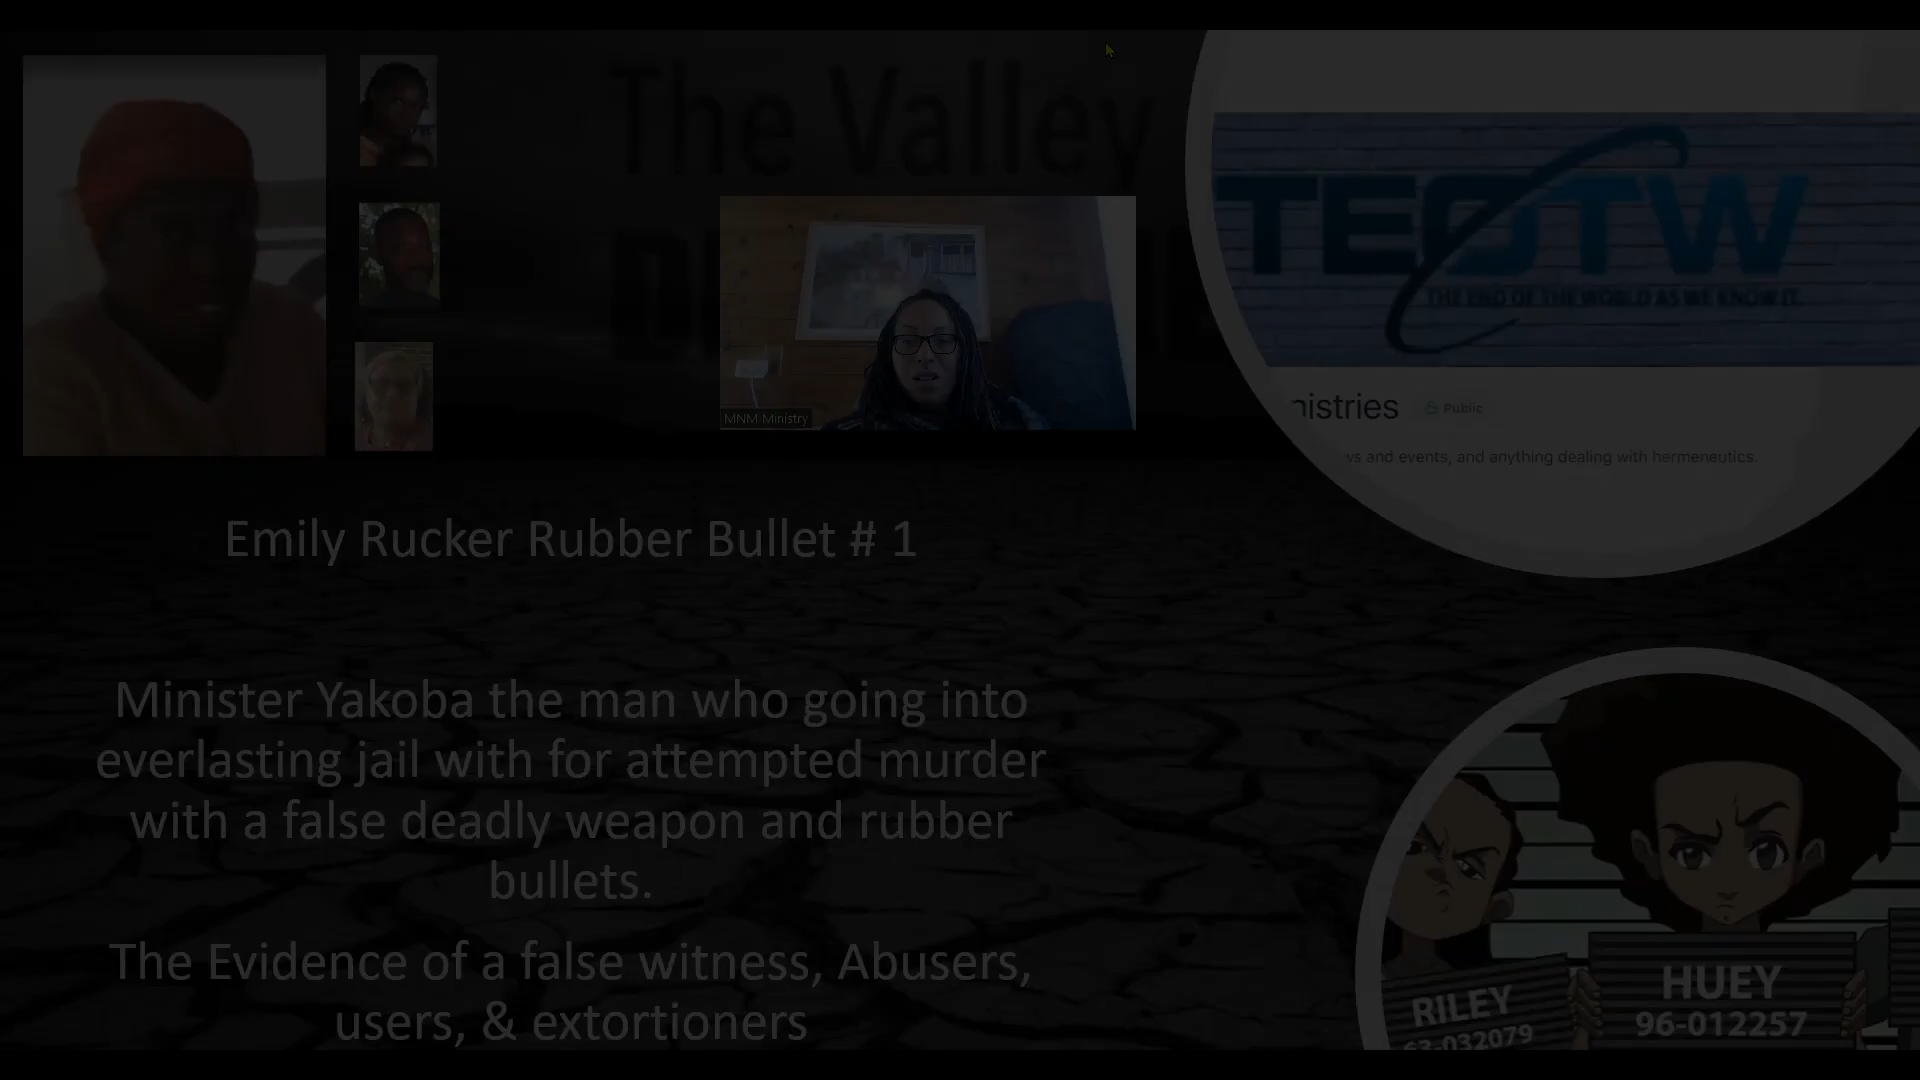 The Valley
TEOTW
THE END OF THE WORLD AS WE KNOW IT.
MNM Ministry
nistries
Public
ws and events, and anything dealing with hermeneutics.
Emily Rucker Rubber Bullet # 1
Minister Yakoba the man who going into
everlasting jail with for attempted murder
with a false deadly weapon and rubber
bullets.
The Evidence of a false witness, Abusers,
users, & extortioners
RILEY
63-032079
HUEY
96-012257